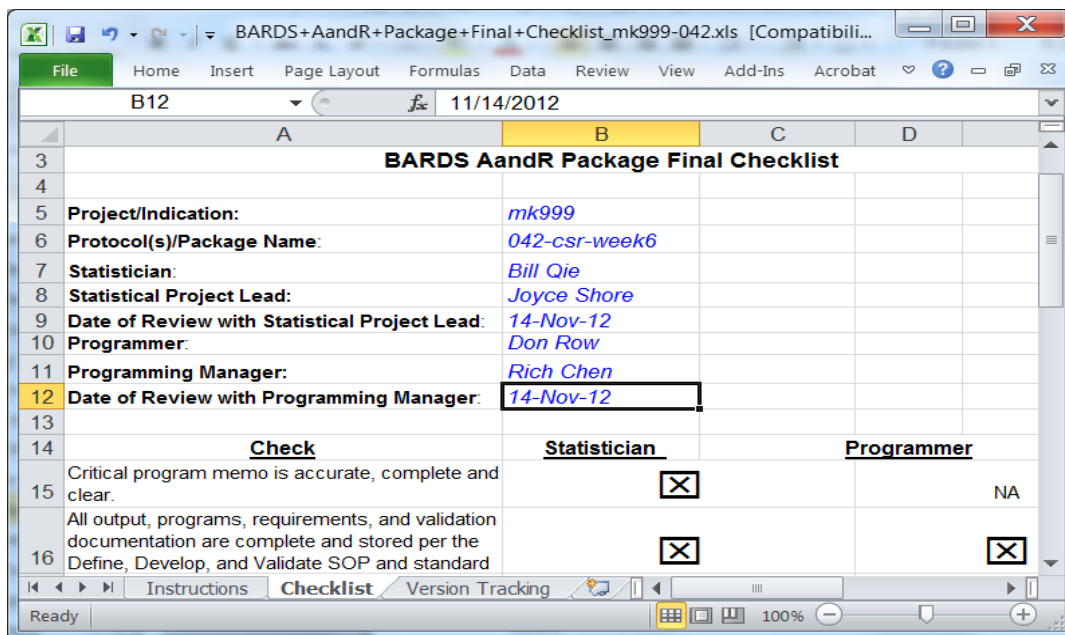 BARDS+AandR+Package+Final+Checklist_mk999-042.xls [Compatibili...
File Home Insert Page Layout Formulas Data Review View Add-Ins Acrobat
B12 fx 11/14/2012
A B C D
3 BARDS AandR Package Final Checklist
4
5 Project/Indication: mk999
6 Protocol(s)/Package Name: 042-csr-week6
7 Statistician: Bill Qie
8 Statistical Project Lead: Joyce Shore
9 Date of Review with Statistical Project Lead: 14-Nov-12
10 Programmer: Don Row
11 Programming Manager: Rich Chen
12 Date of Review with Programming Manager: 14-Nov-12
13
14 Check Statistician Programmer
Critical program memo is accurate, complete and
15 clear. NA
All output, programs, requirements, and validation
documentation are complete and stored per the
16 Define, Develop, and Validate SOP and standard
Instructions Checklist Version Tracking
Ready 100%